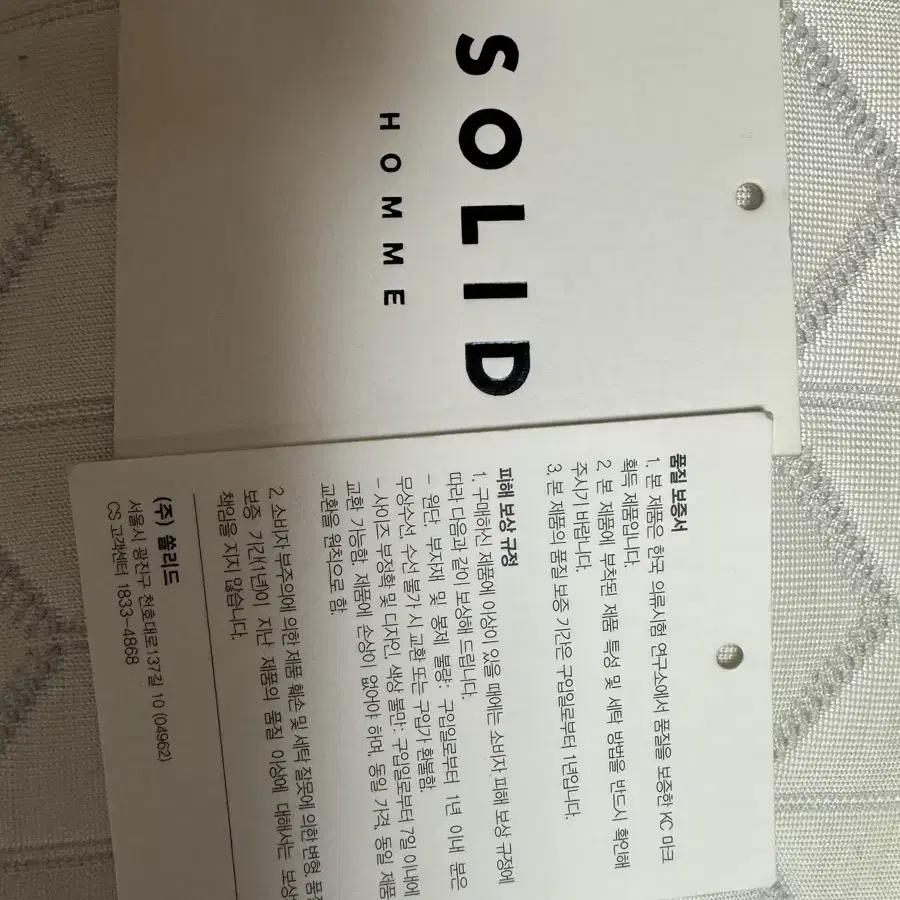 SOLID
HOMME
품질 보증서
1. 본 제품은 한국 의류시험 연구소에서 품질을 보증한 KC 마크
획득 제품입니다.
2. 본 제품에 부착된 제품 특성 및 세탁 방법을 반드시 확인해
주시기 바랍니다.
3. 본 제품의 품질 보증 기간은 구입일로부터 1년입니다.
피해 보상 규정
1. 구매하신 제품에 이상이 있을 때에는 소비자 피해 보상 규정에
따라 다음과 같이 보상해 드립니다.
- 원단, 부자재 및 봉제 불량: 구입일로부터 1년 이내 분은
무상수선, 수선 불가 시 교환 또는 구입가 환불함.
- 사이즈 부정확 및 디자인, 색상 불만: 구입일로부터 7일 이내에
교환 가능함. 제품에 손상이 없어야 하며, 동일 가격, 동일 제품
교환을 원칙으로 함.
2. 소비자 부주의에 의한 제품 훼손 및 세탁 잘못에 의한 변형, 품질
보증 기간(1년)이 지난 제품의 품질 이상에 대해서는 보상
책임을 지지 않습니다.
(주) 쏠리드
서울시 광진구 천호대로137길 10 (04962)
CS 고객센터 1833-4868